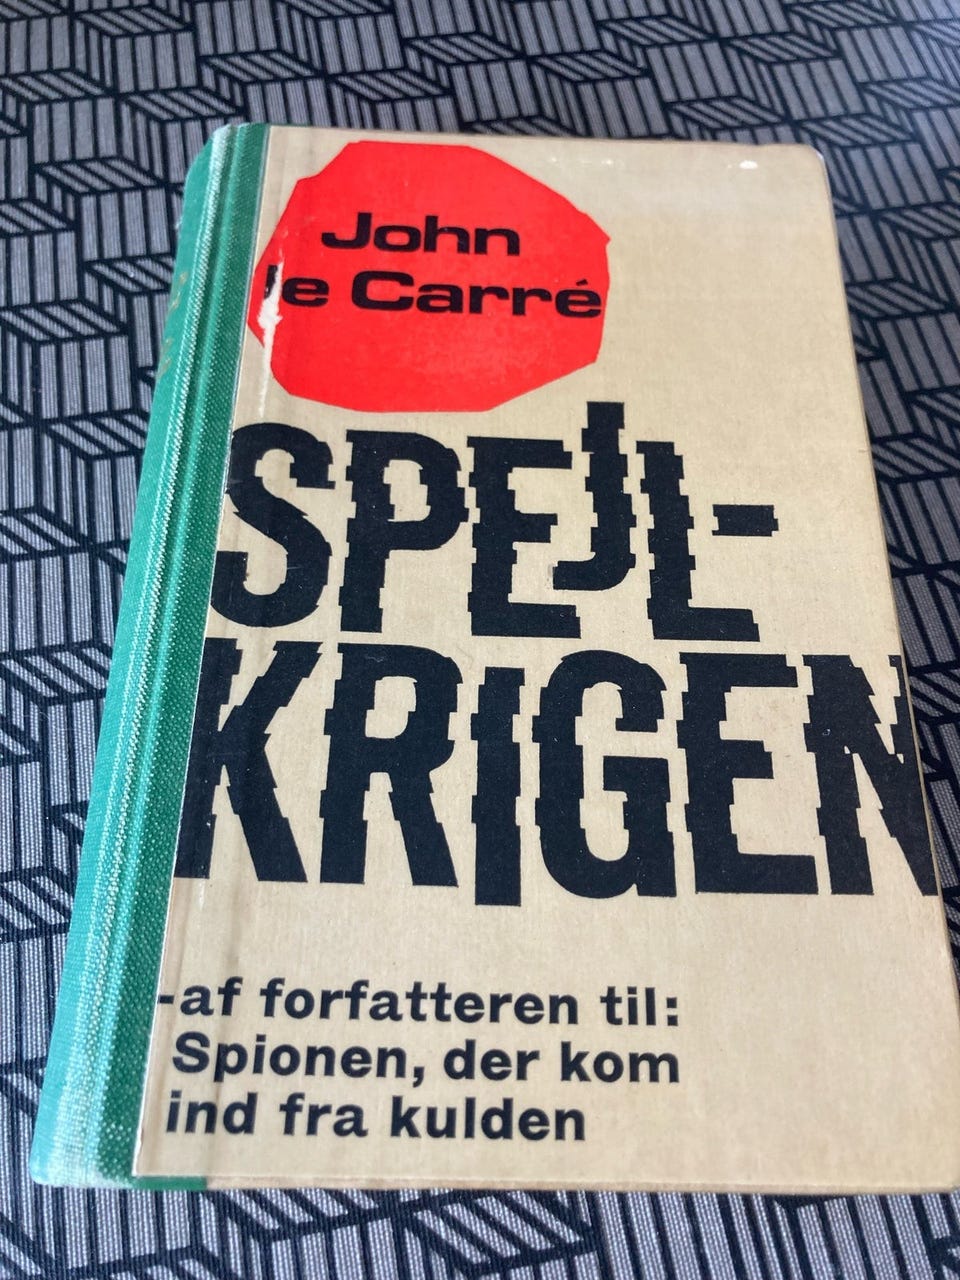 John
le Carré
SPEJL-
KRIGEN
-af forfatteren til:
Spionen, der kom
ind fra kulden